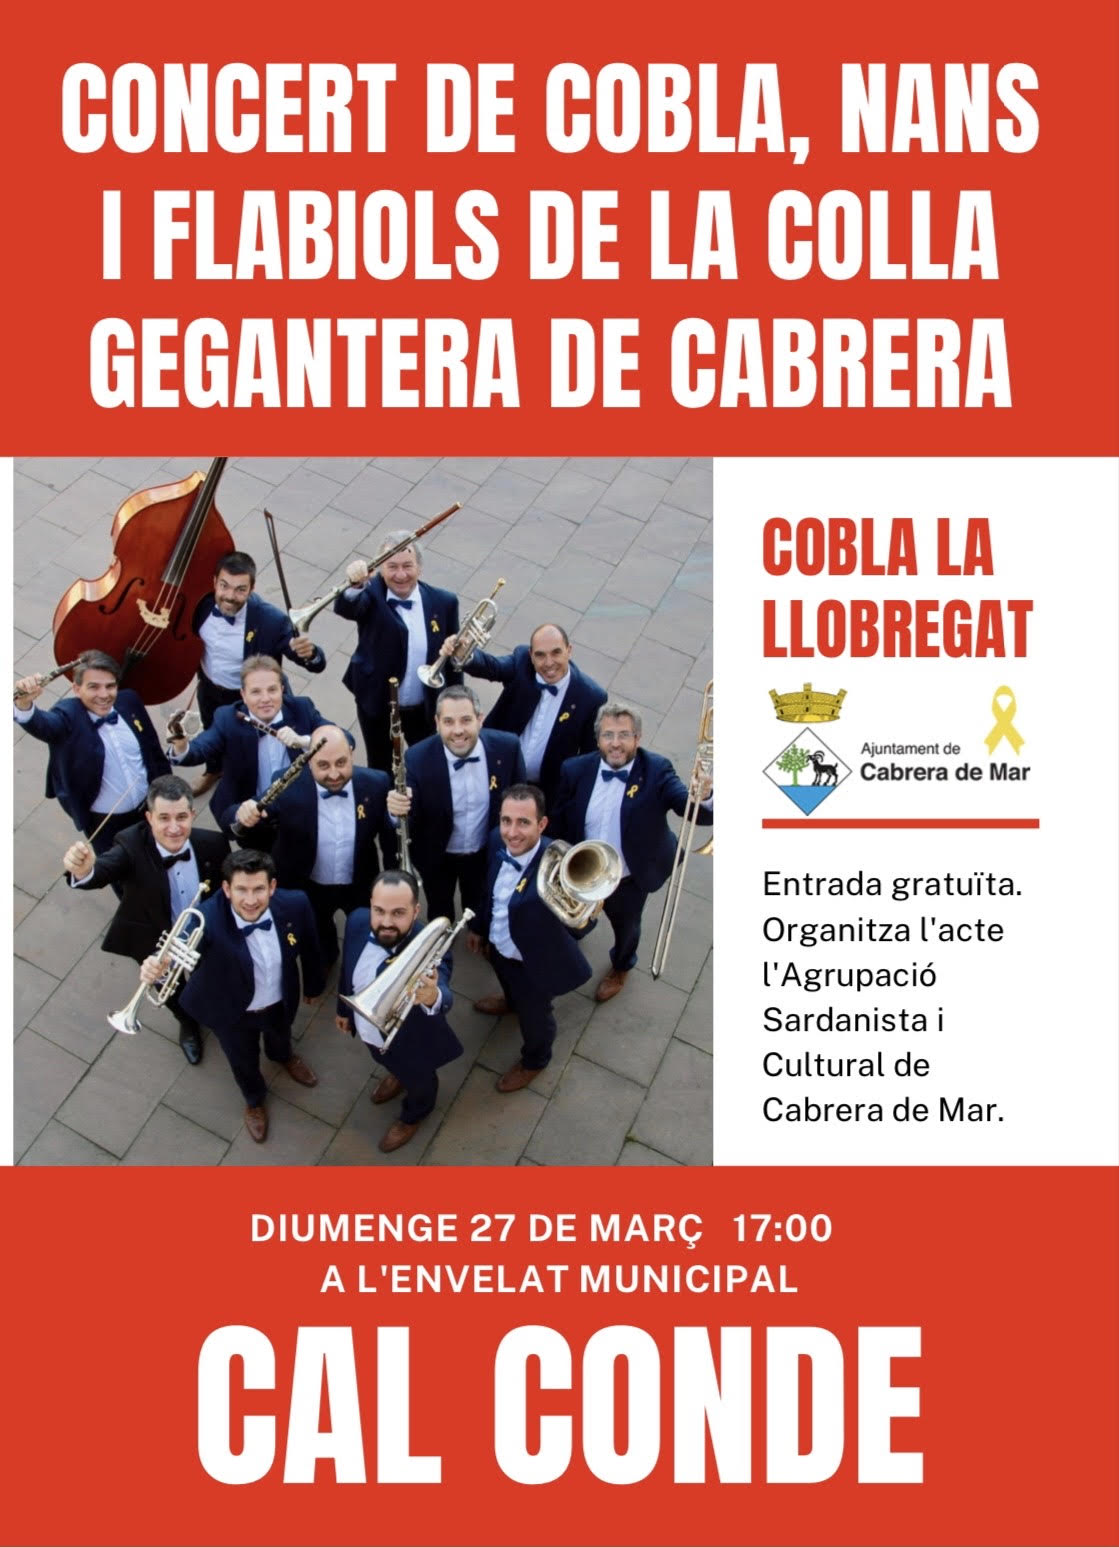 CONCERT DE COBLA, NANS
I FLABIOLS DE LA COLLA
GEGANTERA DE CABRERA
COBLA LA
LLOBREGAT
Ajuntament de
Cabrera de Mar
Entrada gratuïta.
Organitza l'acte
l'Agrupació
Sardanista i
Cultural de
Cabrera de Mar.
DIUMENGE 27 DE MARÇ 17:00
A L'ENVELAT MUNICIPAL
CAL CONDE